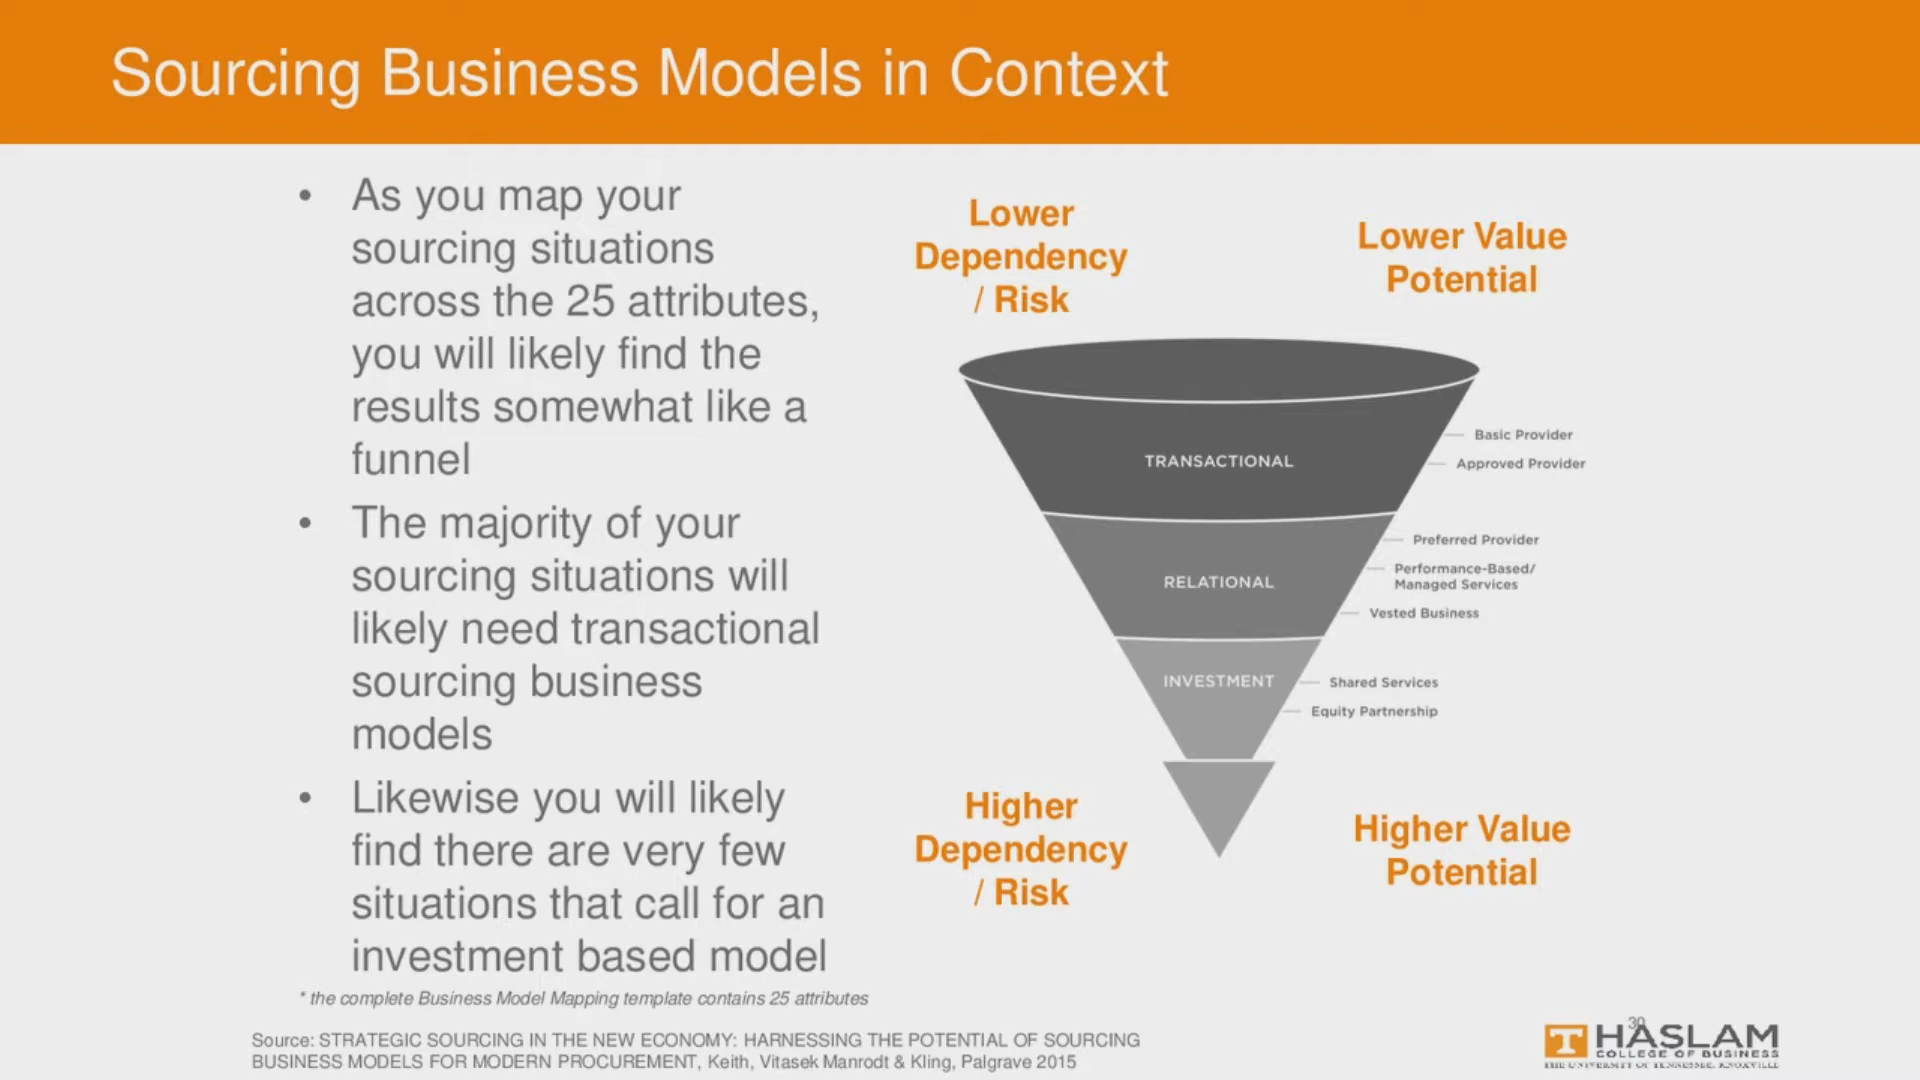 Sourcing Business Models in Context
• As you map your
sourcing situations
across the 25 attributes,
you will likely find the
results somewhat like a
funnel
• The majority of your
sourcing situations will
likely need transactional
sourcing business
models
• Likewise you will likely
find there are very few
situations that call for an
investment based model
* the complete Business Model Mapping template contains 25 attributes
Lower
Dependency
/ Risk
Lower Value
Potential
TRANSACTIONAL
Basic Provider
Approved Provider
RELATIONAL
Preferred Provider
Performance-Based/
Managed Services
Vested Business
INVESTMENT
Shared Services
Equity Partnership
Higher
Dependency
/ Risk
Higher Value
Potential
Source: STRATEGIC SOURCING IN THE NEW ECONOMY: HARNESSING THE POTENTIAL OF SOURCING
BUSINESS MODELS FOR MODERN PROCUREMENT, Keith, Vitasek Manrodt & Kling, Palgrave 2015
30
T HASLAM
COLLEGE OF BUSINESS
THE UNIVERSITY OF TENNESSEE, KNOXVILLE